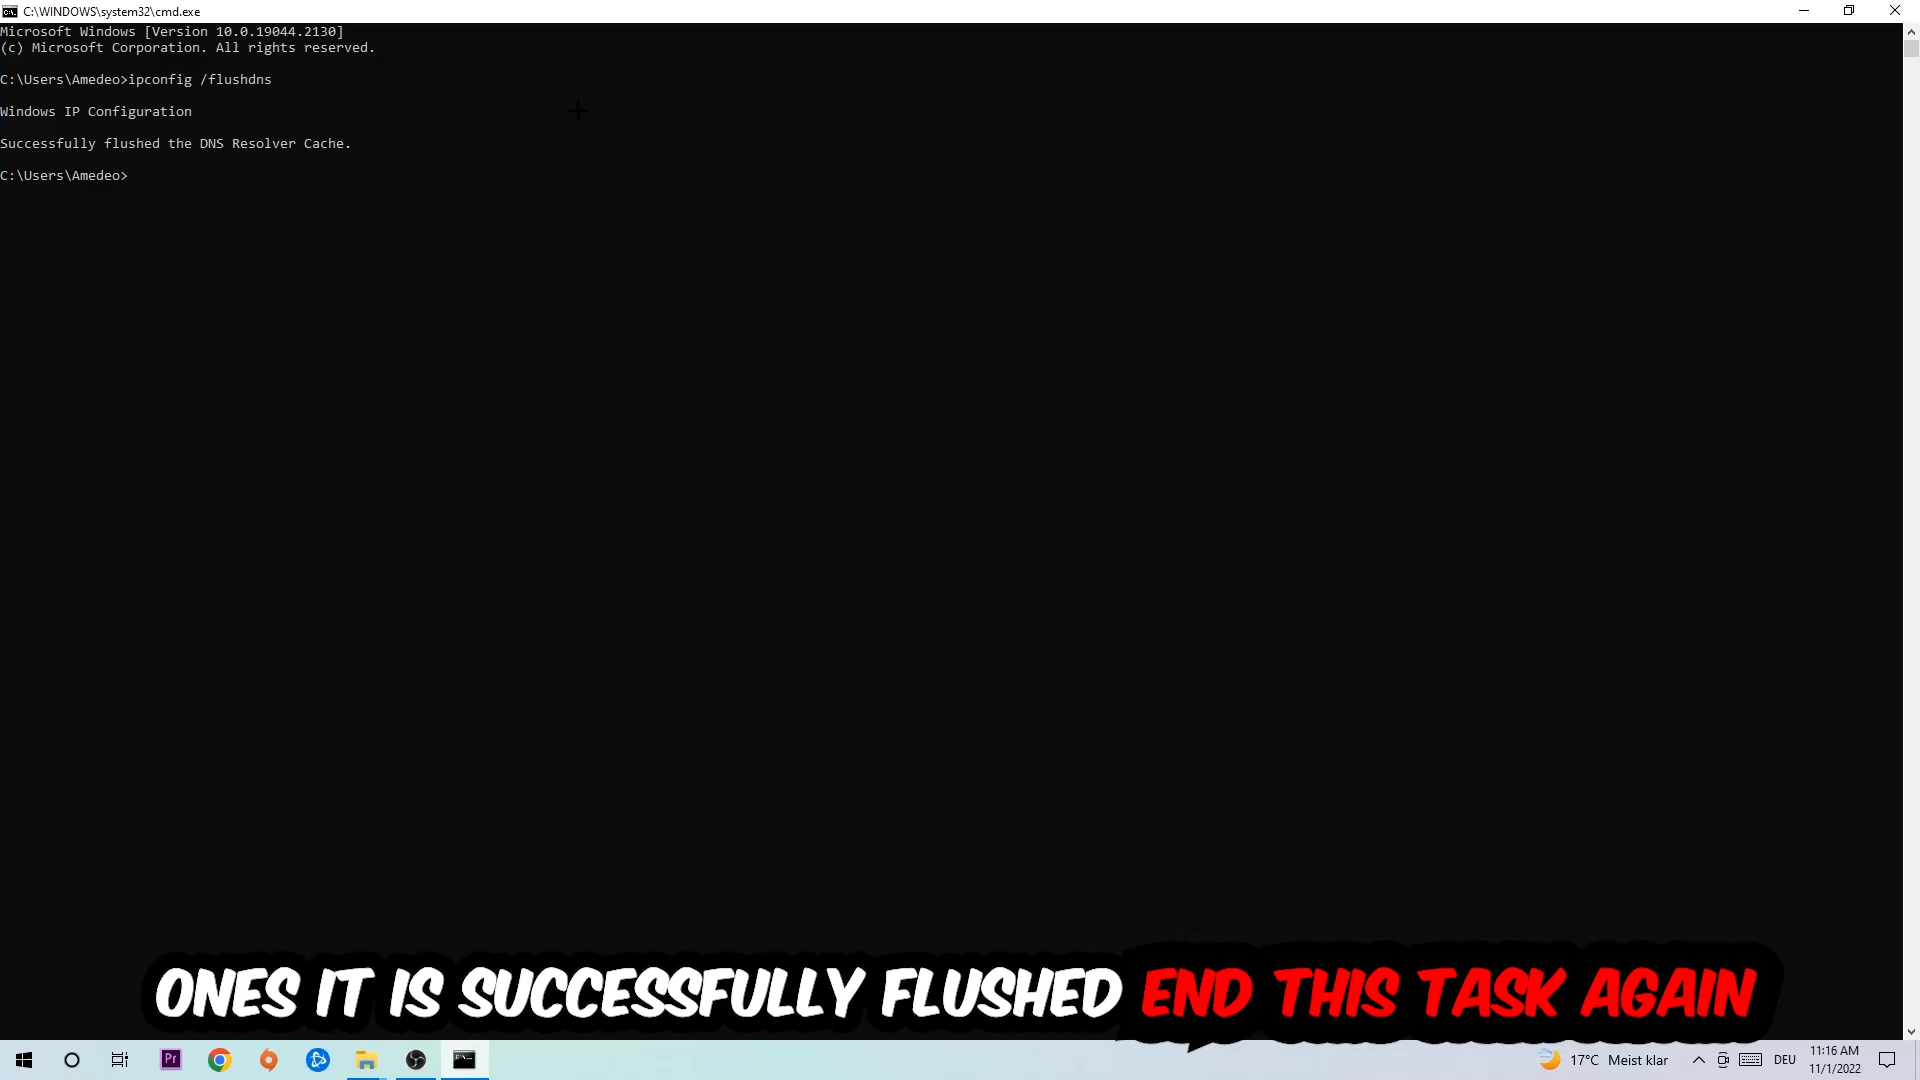 C:\WINDOWS\system32\cmd.exe
Microsoft Windows [Version 10.0.19044.2130]
(c) Microsoft Corporation. All rights reserved.
C:\Users\Amedeo>ipconfig /flushdns
Windows IP Configuration
Successfully flushed the DNS Resolver Cache.
C:\Users\Amedeo>
ONES IT IS SUCCESSFULLY FLUSHED END THIS TASK AGAIN
Pr
17°C Meist klar
DEU
11:16 AM
11/1/2022